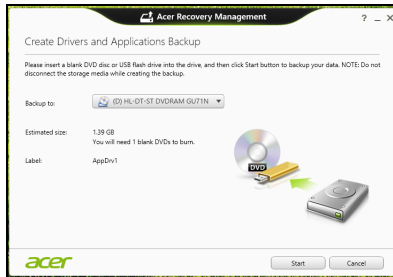 Acer Recovery Management
? _ X
Create Drivers and Applications Backup
Please insert a blank DVD disc or USB flash drive into the drive, and then click Start button to backup your data. NOTE: Do not
disconnect the storage media while creating the backup.
Backup to: (D) HL-DT-ST DVDRAM GU71N
Estimated size: 1.39 GB
You will need 1 blank DVDs to burn.
Label: AppDrv1
DVD
acer
Start Cancel